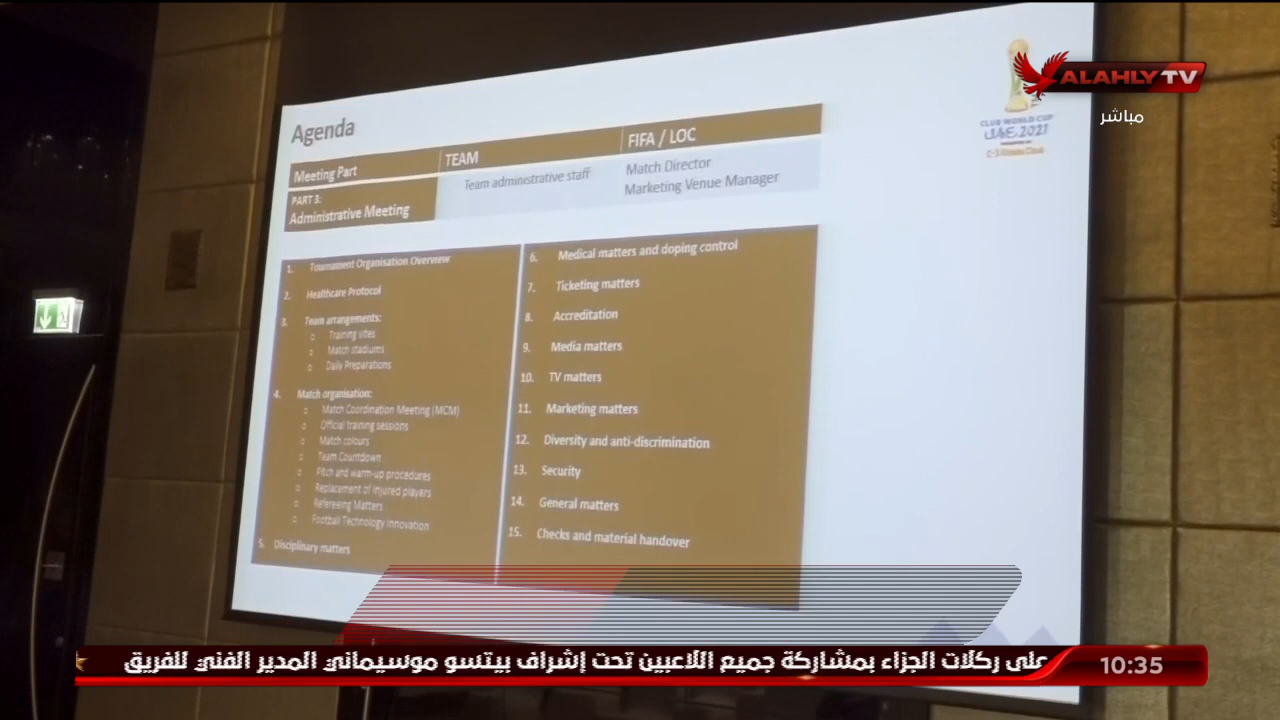 ALAHLY TV
مباشر
CLUB WORLD CUP
UAE 2021
Agenda
Meeting Part
TEAM
FIFA / LOC
PART 3:
Administrative Meeting
Team administrative staff
Match Director
Marketing Venue Manager
1. Tournament Organisation Overview
2. Healthcare Protocol
3. Team arrangements:
Training sites
Match stadiums
Daily Preparations
4. Match organisation:
Match Coordination Meeting (MCM)
Official training sessions
Match colours
Team Countdown
Pitch and warm-up procedures
Replacement of injured players
Refereeing Matters
Football Technology Innovation
5. Disciplinary matters
6. Medical matters and doping control
7. Ticketing matters
8. Accreditation
9. Media matters
10. TV matters
11. Marketing matters
12. Diversity and anti-discrimination
13. Security
14. General matters
15. Checks and material handover
على ركلات الجزاء بمشاركة جميع اللاعبين تحت إشراف بيتسو موسيماني المدير الفني للفريق
10:35